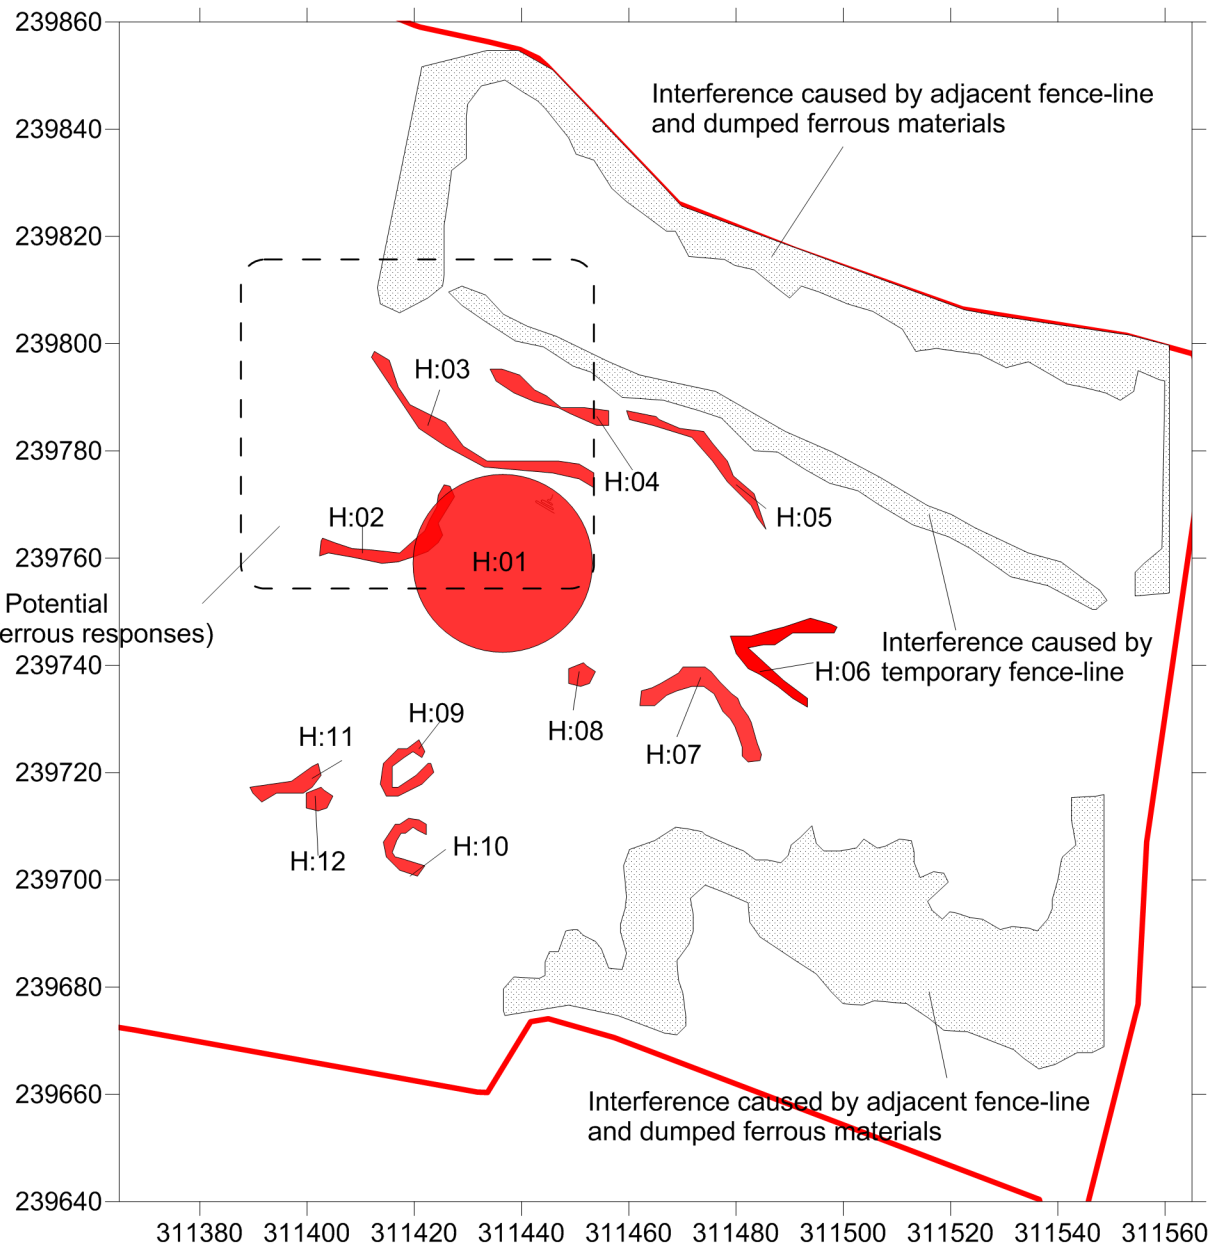 239860
Interference caused by adjacent fence-line
and dumped ferrous materials
239840
239820
239800
H:03
239780
H:04
H:05
H:02
239760
H:01
Potential
errous responses)
239740
Interference caused by
H:06 temporary fence-line
H:08
H:07
H:09
H:11
239720
H:10
H:12
239700
239680
239660
Interference caused by adjacent fence-line
and dumped ferrous materials
239640
311380 311400 311420 311440 311460 311480 311500 311520 311540 311560